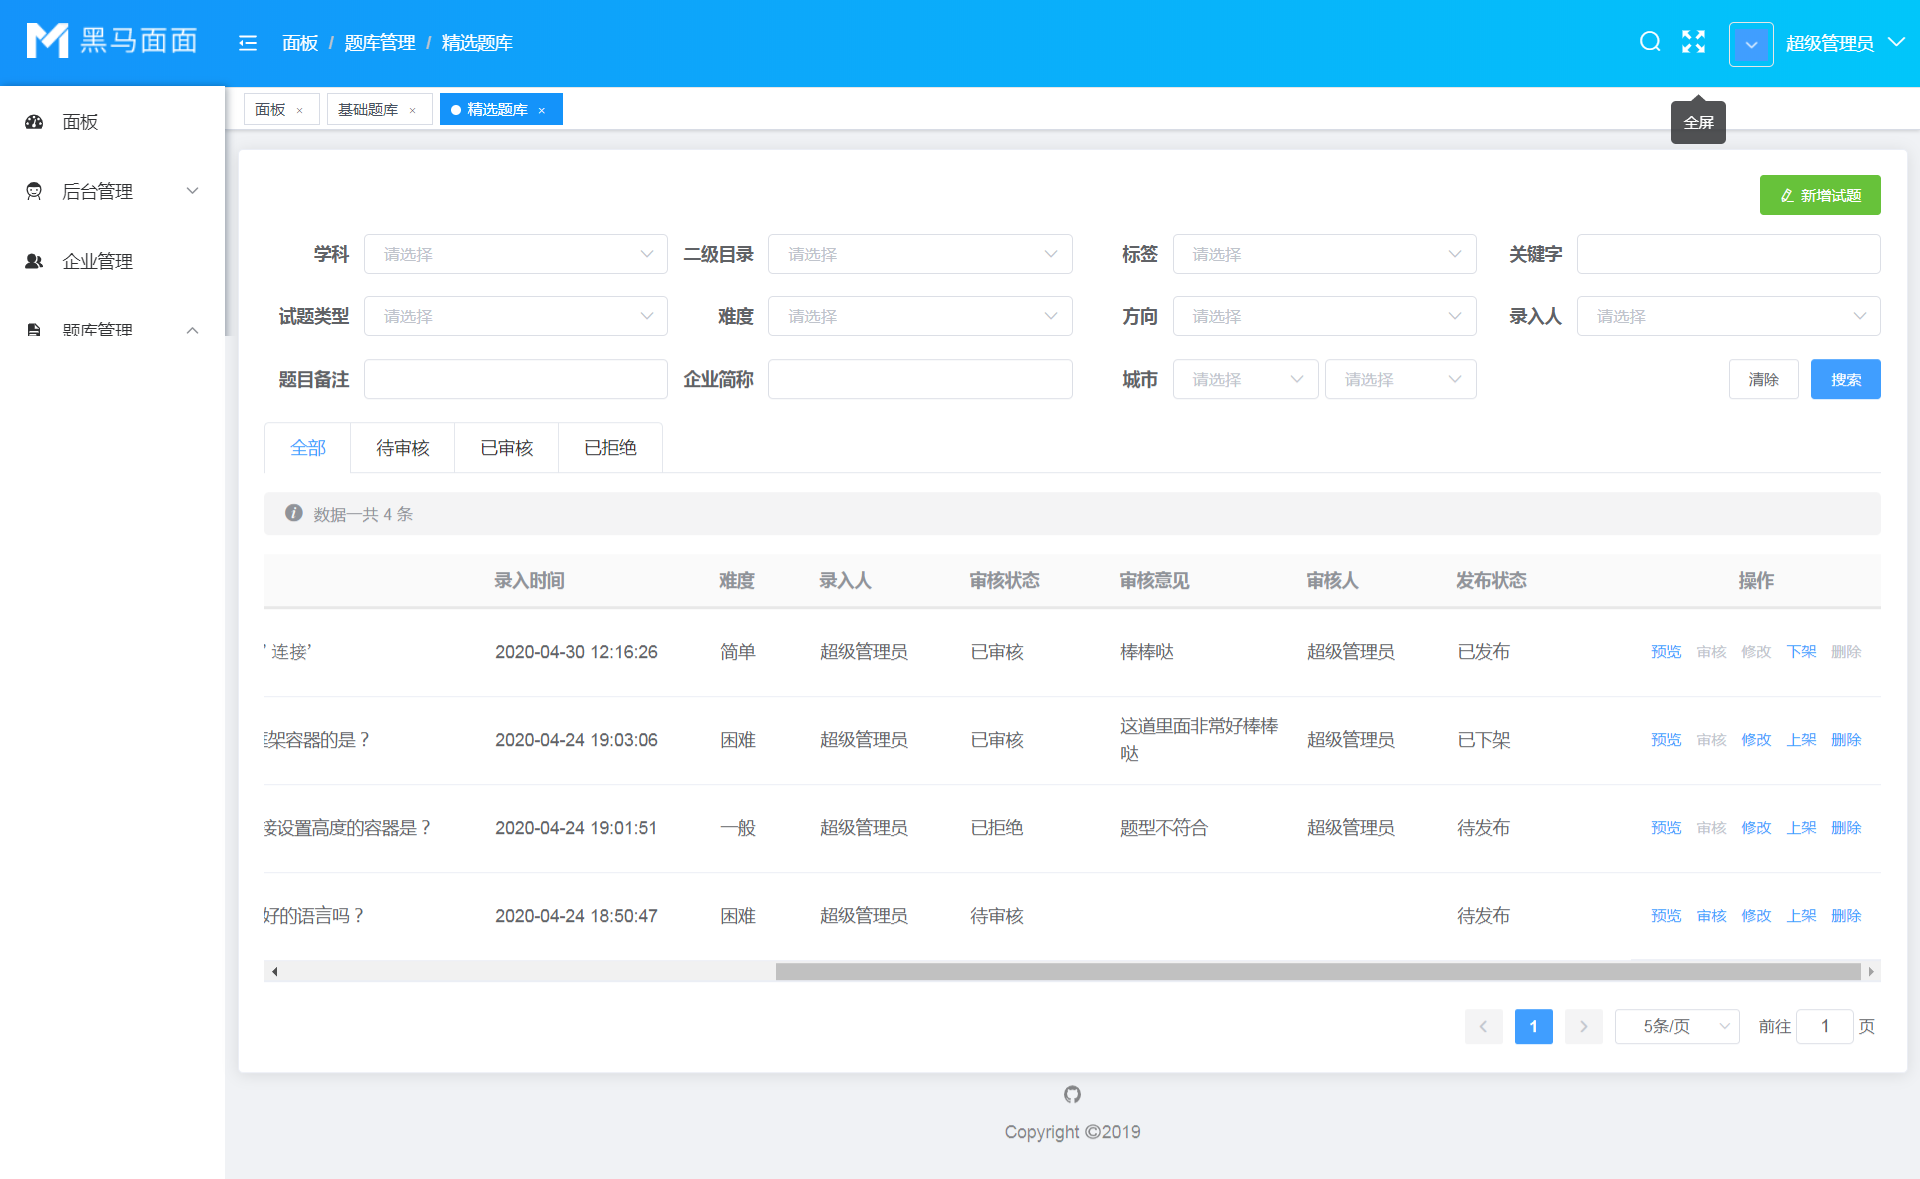 黑马面面
面板 / 题库管理 / 精选题库
超级管理员
面板
后台管理
企业管理
题库管理
面板 × 基础题库 × 精选题库 ×
全屏
新增试题
学科 请选择 二级目录 请选择 标签 请选择 关键字
试题类型 请选择 难度 请选择 方向 请选择 录入人 请选择
题目备注 企业简称 城市 请选择 请选择 清除 搜索
全部 待审核 已审核 已拒绝
数据一共 4 条
录入时间 难度 录入人 审核状态 审核意见 审核人 发布状态 操作
’ 连接’ 2020-04-30 12:16:26 简单 超级管理员 已审核 棒棒哒 超级管理员 已发布 预览 审核 修改 下架 删除
架容器的是？ 2020-04-24 19:03:06 困难 超级管理员 已审核 这道里面非常好棒棒哒 超级管理员 已下架 预览 审核 修改 上架 删除
接设置高度的容器是？ 2020-04-24 19:01:51 一般 超级管理员 已拒绝 题型不符合 超级管理员 待发布 预览 审核 修改 上架 删除
好的语言吗？ 2020-04-24 18:50:47 困难 超级管理员 待审核 待发布 预览 审核 修改 上架 删除
1 5条/页 前往 1 页
Copyright ©2019